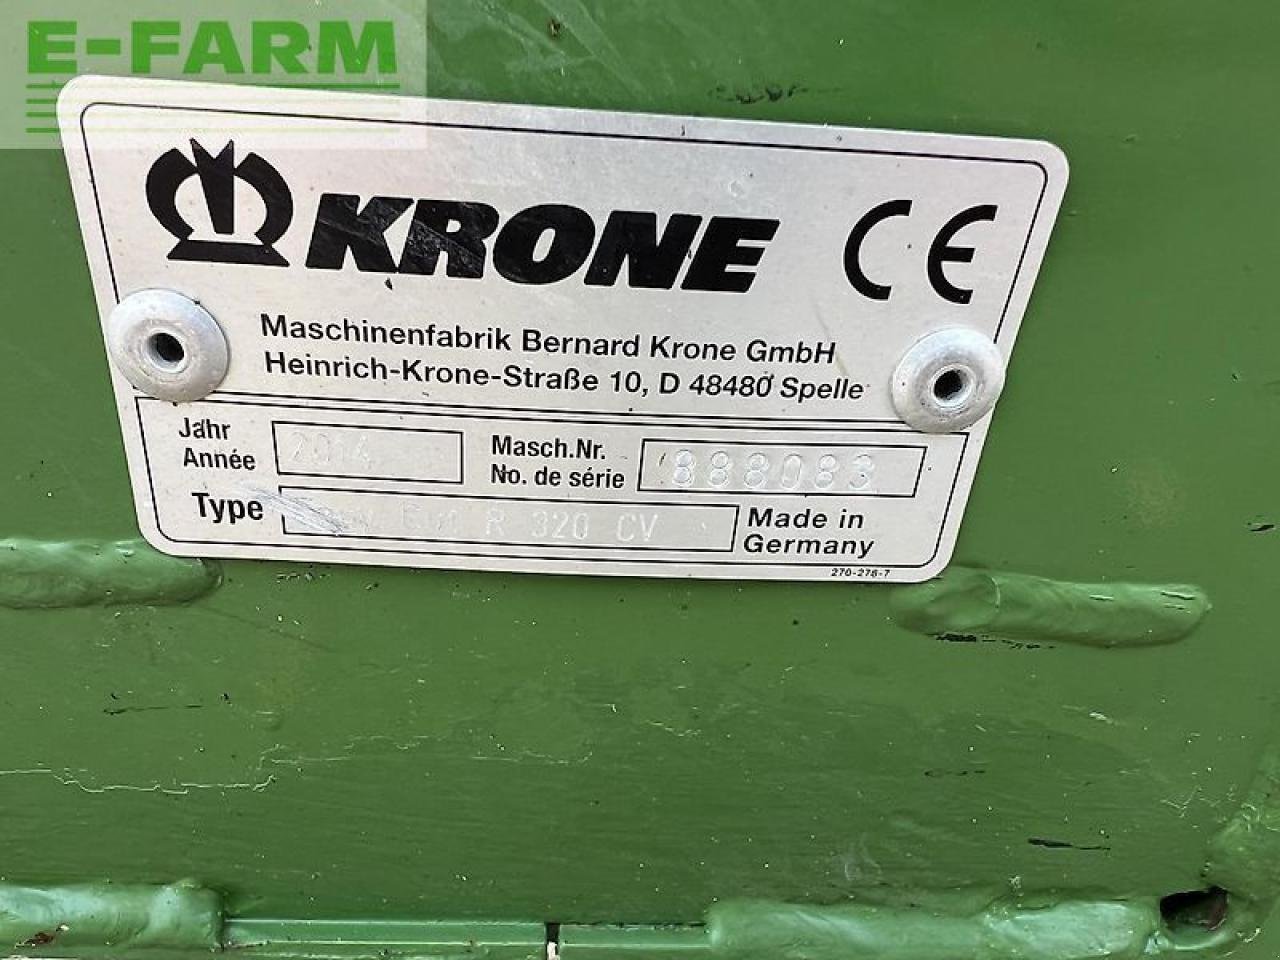 E-FARM
KRONE CE
Maschinenfabrik Bernard Krone GmbH
Heinrich-Krone-Straße 10, D 48480 Spelle
Jahr
Année
2014
Masch.Nr.
No. de série
888083
Type
R 320 CV
Made in
Germany
270-278-7